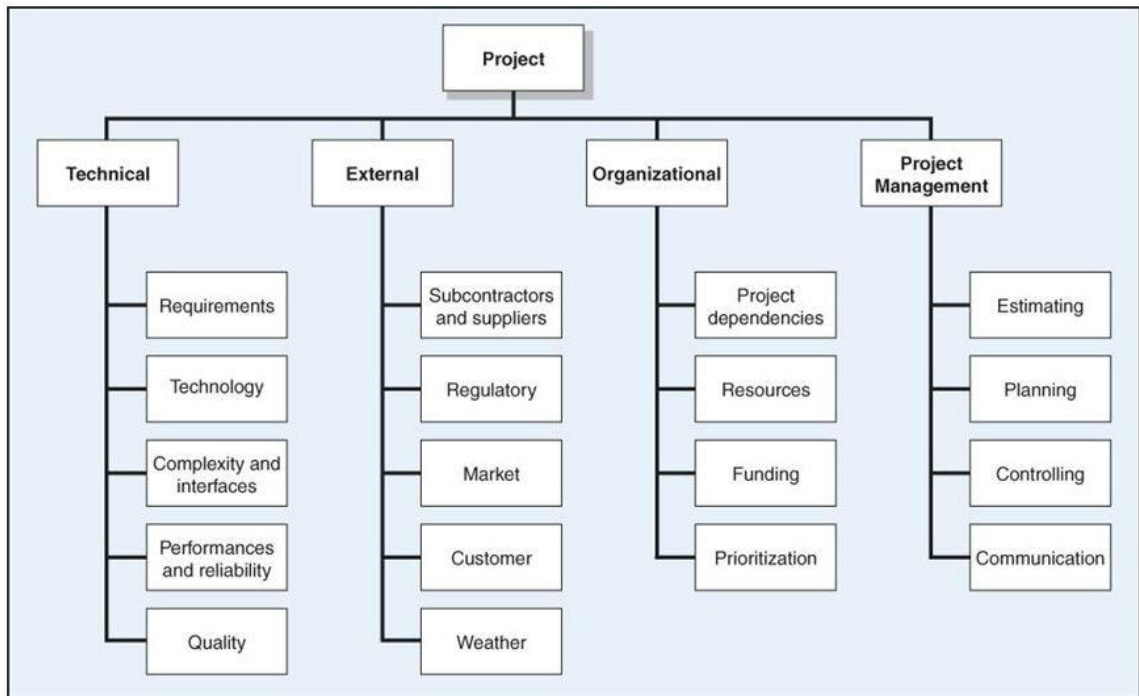 Project
Technical
External
Organizational
Project
Management
Requirements
Technology
Complexity and
interfaces
Performances
and reliability
Quality
Subcontractors
and suppliers
Regulatory
Market
Customer
Weather
Project
dependencies
Resources
Funding
Prioritization
Estimating
Planning
Controlling
Communication